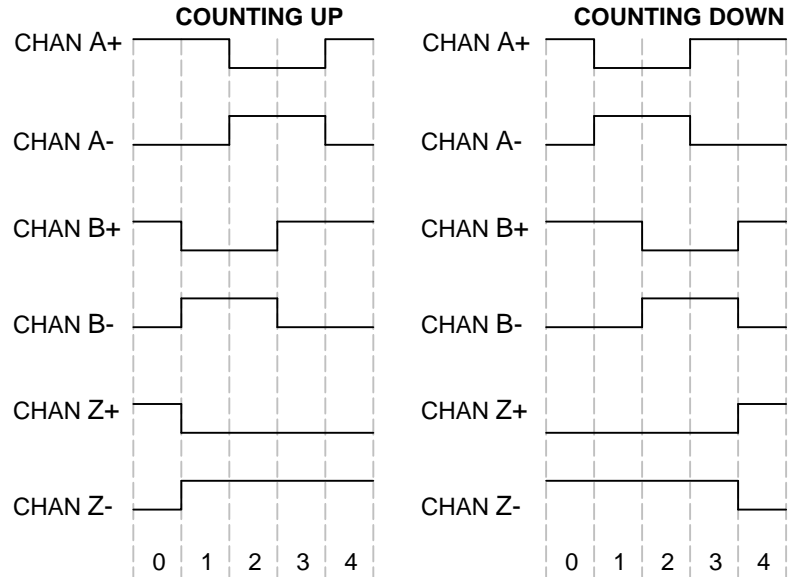 COUNTING UP
CHAN A+
CHAN A-
CHAN B+
CHAN B-
CHAN Z+
CHAN Z-
0 1 2 3 4
COUNTING DOWN
CHAN A+
CHAN A-
CHAN B+
CHAN B-
CHAN Z+
CHAN Z-
0 1 2 3 4